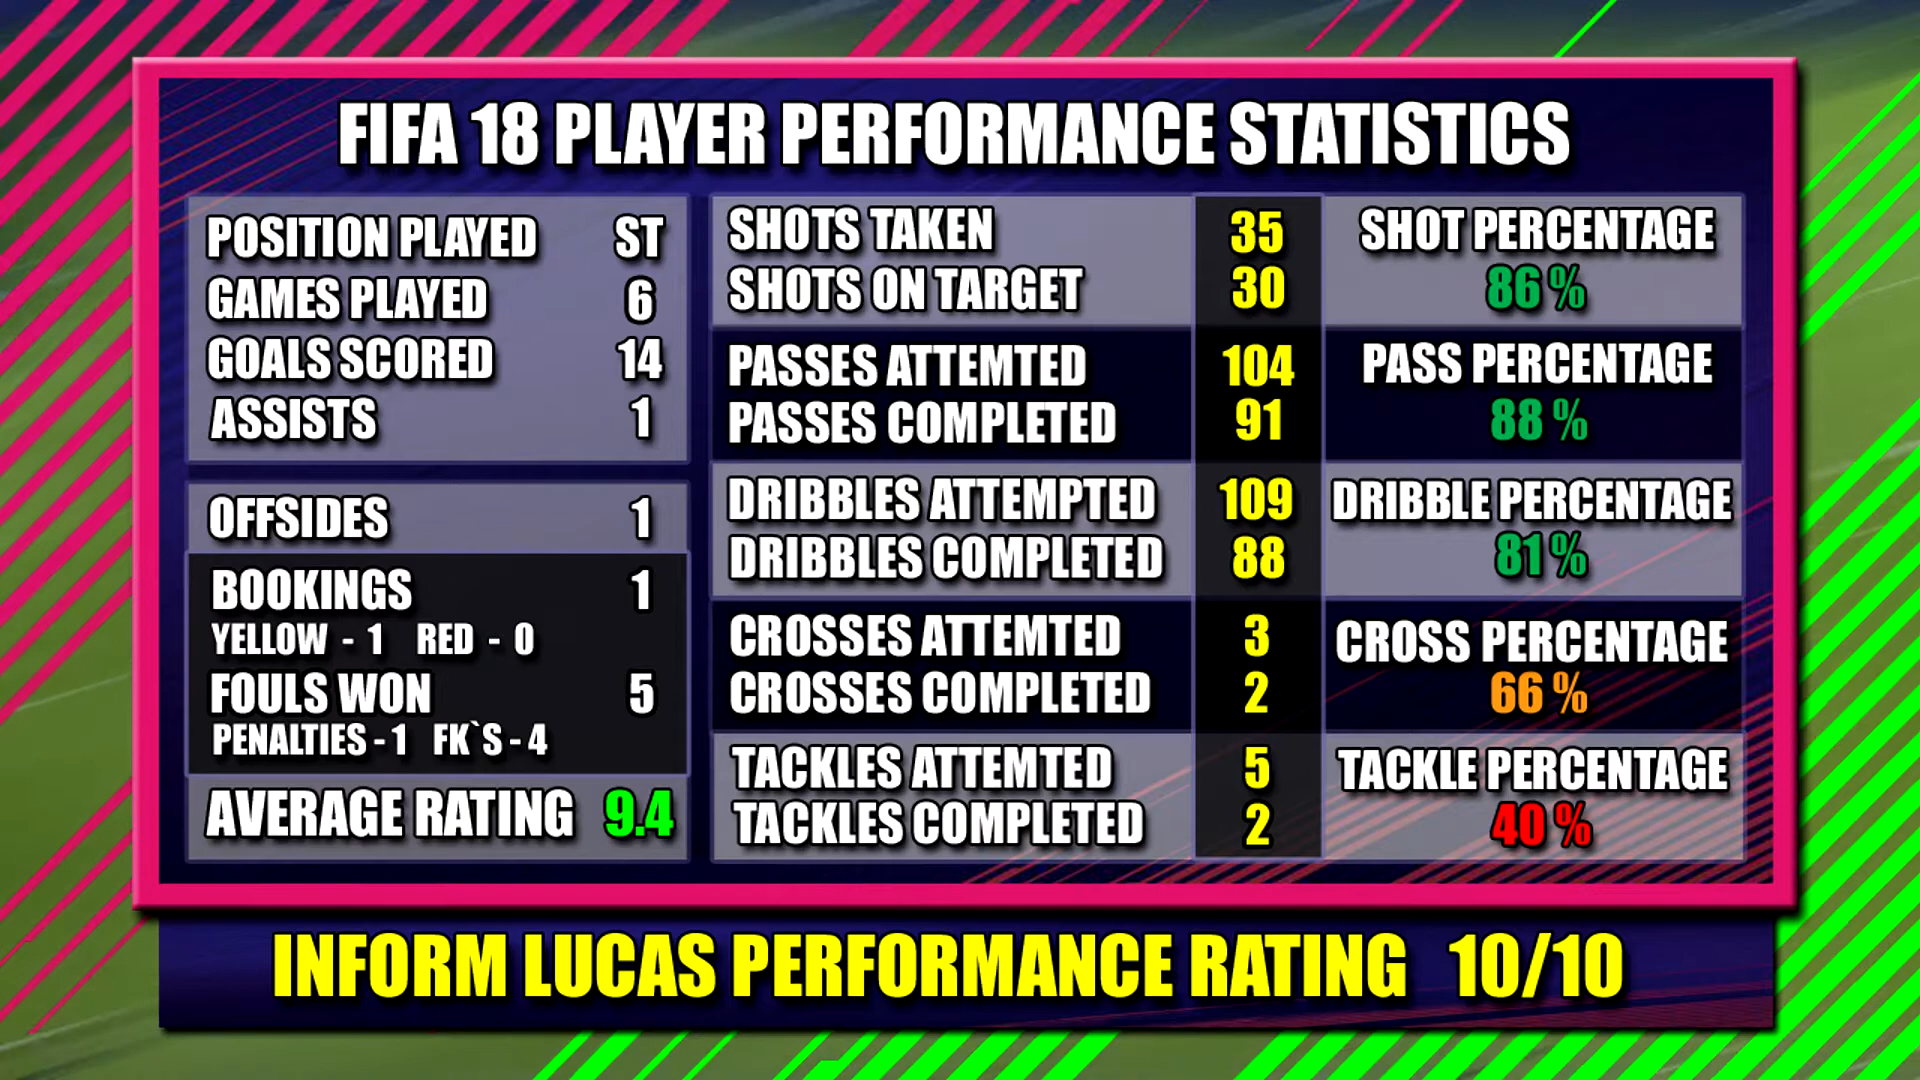 FIFA 18 PLAYER PERFORMANCE STATISTICS
POSITION PLAYED ST
GAMES PLAYED 6
GOALS SCORED 14
ASSISTS 1
OFFSIDES 1
BOOKINGS 1
YELLOW - 1 RED - 0
FOULS WON 5
PENALTIES - 1 FK`S - 4
AVERAGE RATING 9.4
SHOTS TAKEN 35
SHOTS ON TARGET 30
SHOT PERCENTAGE
86 %
PASSES ATTEMTED 104
PASSES COMPLETED 91
PASS PERCENTAGE
88 %
DRIBBLES ATTEMPTED 109
DRIBBLES COMPLETED 88
DRIBBLE PERCENTAGE
81 %
CROSSES ATTEMTED 3
CROSSES COMPLETED 2
CROSS PERCENTAGE
66 %
TACKLES ATTEMTED 5
TACKLES COMPLETED 2
TACKLE PERCENTAGE
40 %
INFORM LUCAS PERFORMANCE RATING 10/10